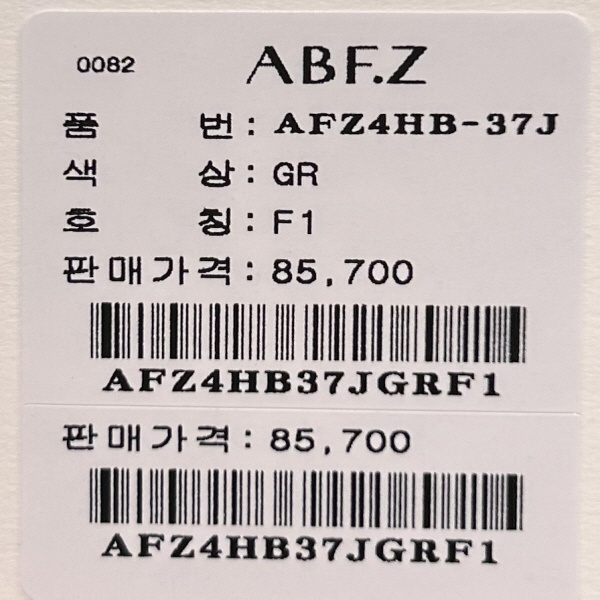 0082 ABF.Z
품 번 : AFZ4HB-37J
색 상 : GR
호 칭 : F1
판매가격 : 85,700
AFZ4HB37JGRF1
판매가격 : 85,700
AFZ4HB37JGRF1